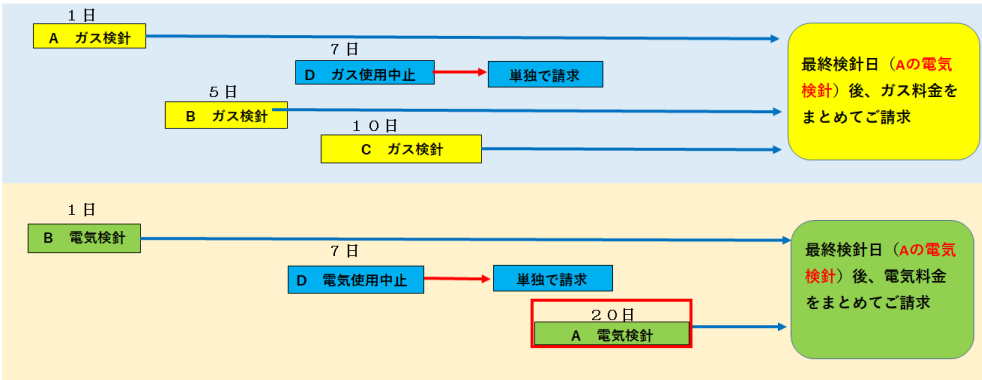 １日
A　ガス検針
７日
D　ガス使用中止
単独で請求
５日
B　ガス検針
１０日
C　ガス検針
最終検針日（Aの電気
検針）後、ガス料金を
まとめてご請求
１日
B　電気検針
７日
D　電気使用中止
単独で請求
２０日
A　電気検針
最終検針日（Aの電気
検針）後、電気料金
をまとめてご請求